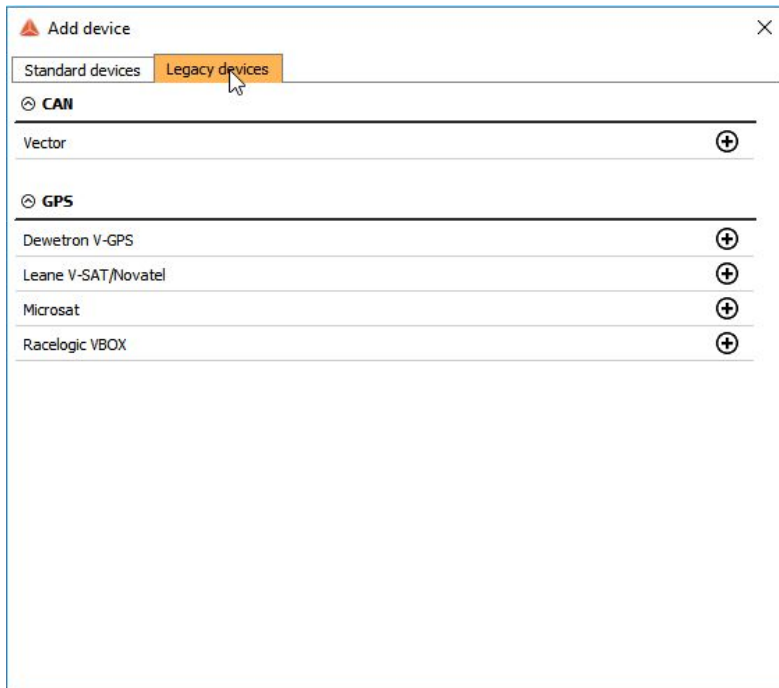 Add device
Standard devices Legacy devices
CAN
Vector
GPS
Dewetron V-GPS
Leane V-SAT/Novatel
Microsat
Racelogic VBOX